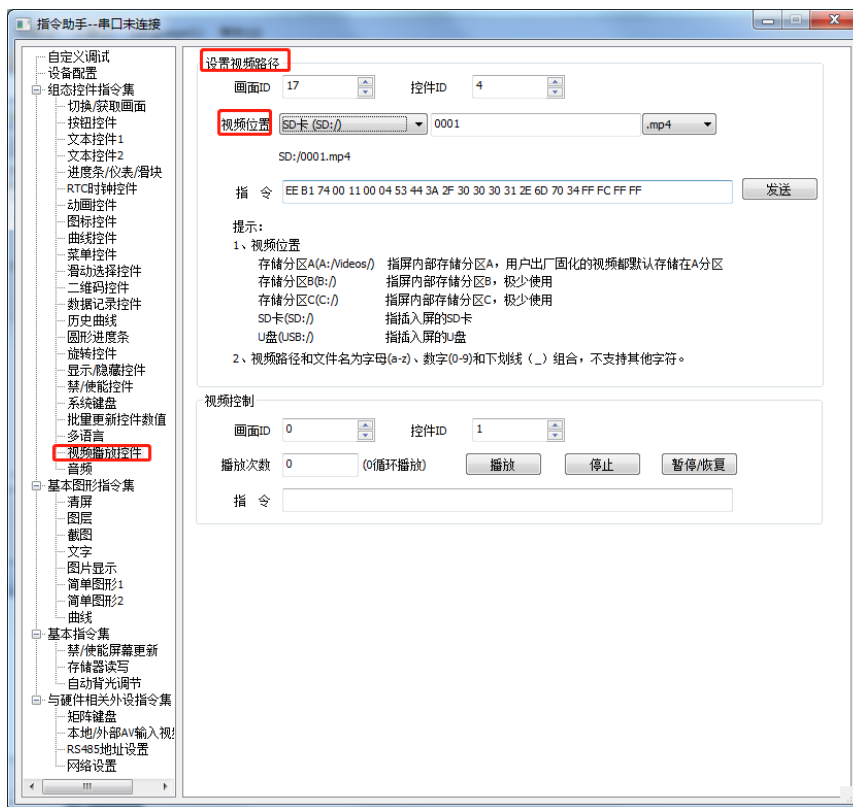 指令助手--串口未连接
自定义调试
设备配置
组态控件指令集
切换/获取画面
按钮控件
文本控件1
文本控件2
进度条/仪表/滑块
RTC时钟控件
动画控件
图标控件
曲线控件
菜单控件
滑动选择控件
二维码控件
数据记录控件
历史曲线
圆形进度条
旋转控件
显示/隐藏控件
禁/使能控件
系统键盘
批量更新控件数值
多语言
视频播放控件
音频
基本图形指令集
清屏
图层
截图
文字
图片显示
简单图形1
简单图形2
曲线
基本指令集
禁/使能屏幕更新
存储器读写
自动背光调节
与硬件相关外设指令集
矩阵键盘
本地/外部AV输入视
RS485地址设置
网络设置
设置视频路径
画面ID 17 控件ID 4
视频位置 SD卡 (SD:/) 0001 .mp4
SD:/0001.mp4
指 令 EE B1 74 00 11 00 04 53 44 3A 2F 30 30 30 31 2E 6D 70 34 FF FC FF FF 发送
提示：
1、视频位置
存储分区A(A:/Videos/) 指屏内部存储分区A，用户出厂固化的视频都默认存储在A分区
存储分区B(B:/) 指屏内部存储分区B，极少使用
存储分区C(C:/) 指屏内部存储分区C，极少使用
SD卡(SD:/) 指插入屏的SD卡
U盘(USB:/) 指插入屏的U盘
2、视频路径和文件名为字母(a-z)、数字(0-9)和下划线（_）组合，不支持其他字符。
视频控制
画面ID 0 控件ID 1
播放次数 0 (0循环播放) 播放 停止 暂停/恢复
指 令